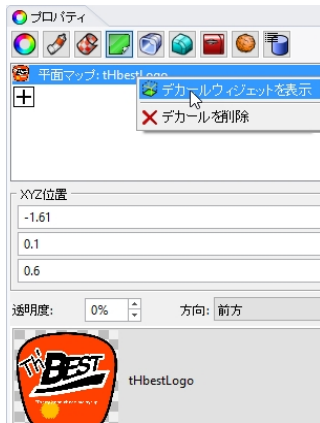 プロパティ
平面マップ: tHbestLogo
デカールウィジェットを表示
デカールを削除
XYZ位置
-1.61
0.1
0.6
透明度:
0%
方向:
前方
Th'BEST
tHbestLogo